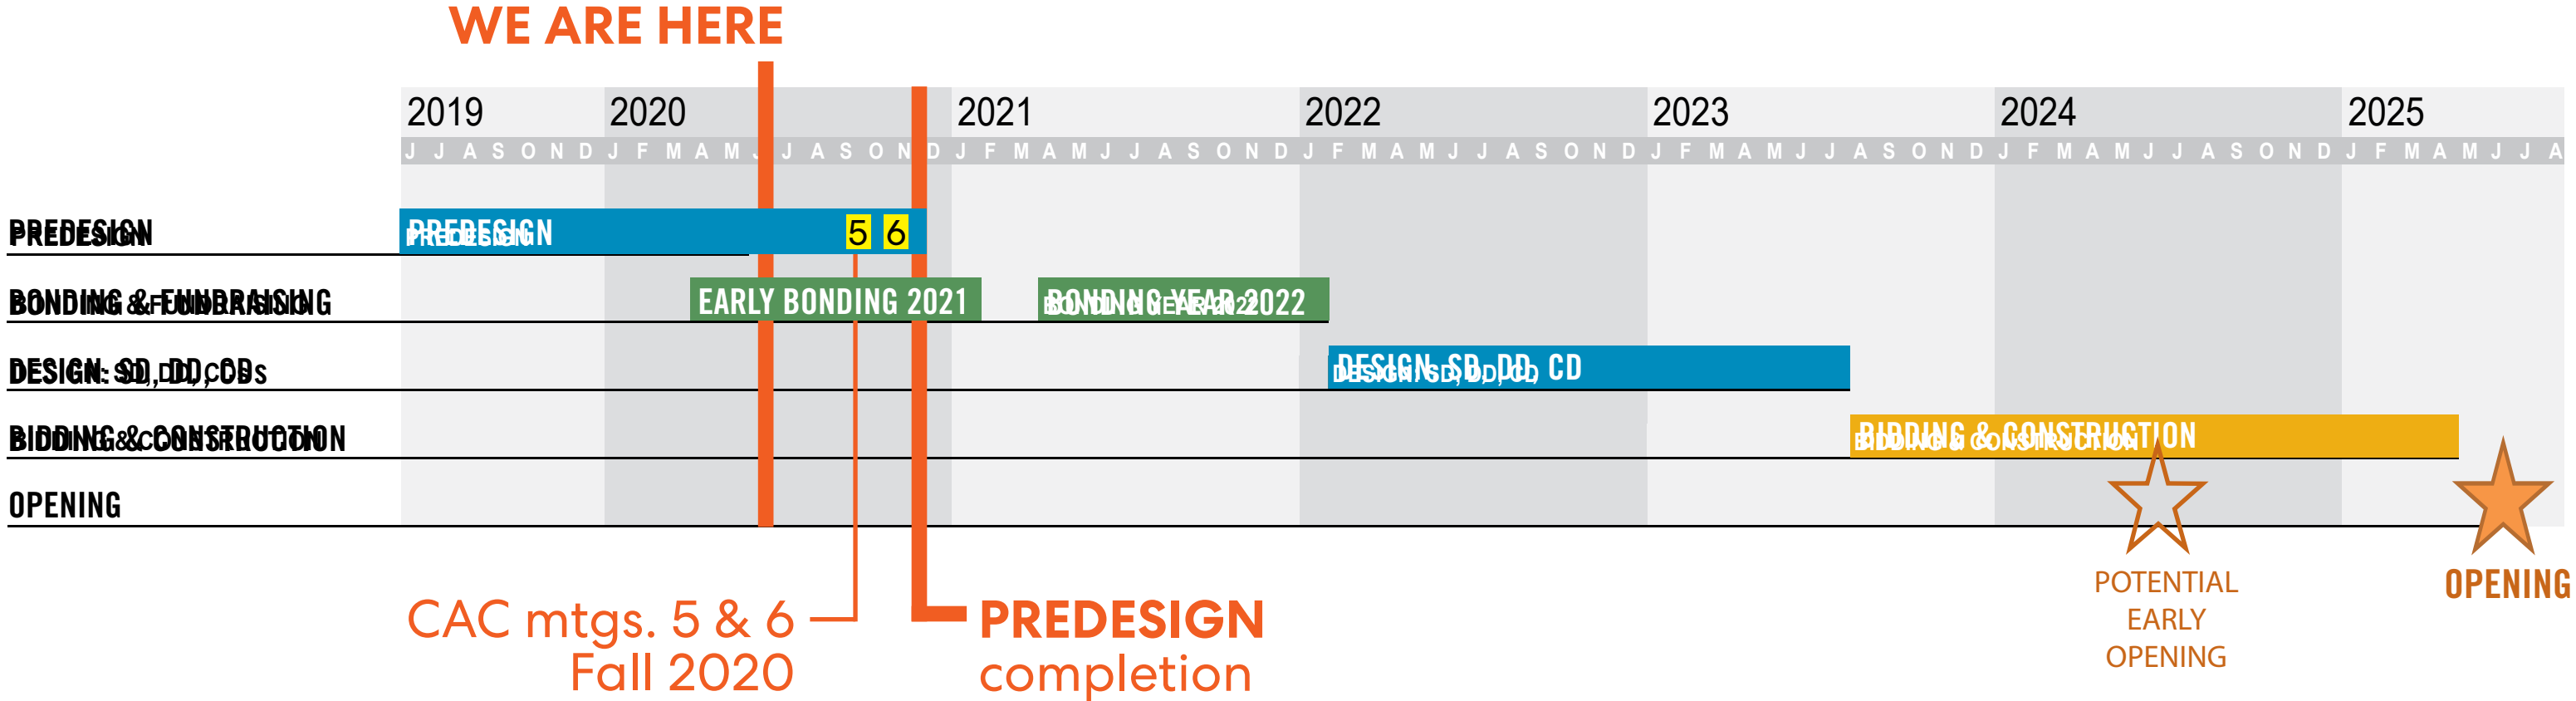 WE ARE HERE
2019 2020 2021 2022 2023 2024 2025
J J A S O N D J F M A M J J A S O N D J F M A M J J A S O N D J F M A M J J A S O N D J F M A M J J A S O N D J F M A M J J A S O N D J F M A M J J A
PREDESIGN PREDESIGN 5 6
BONDING & FUNDRAISING EARLY BONDING 2021 BONDING YEAR 2022
DESIGN: SD, DD, CDs DESIGN: SD, DD, CD
BIDDING & CONSTRUCTION BIDDING & CONSTRUCTION
OPENING
CAC mtgs. 5 & 6
Fall 2020
PREDESIGN
completion
POTENTIAL
EARLY
OPENING
OPENING